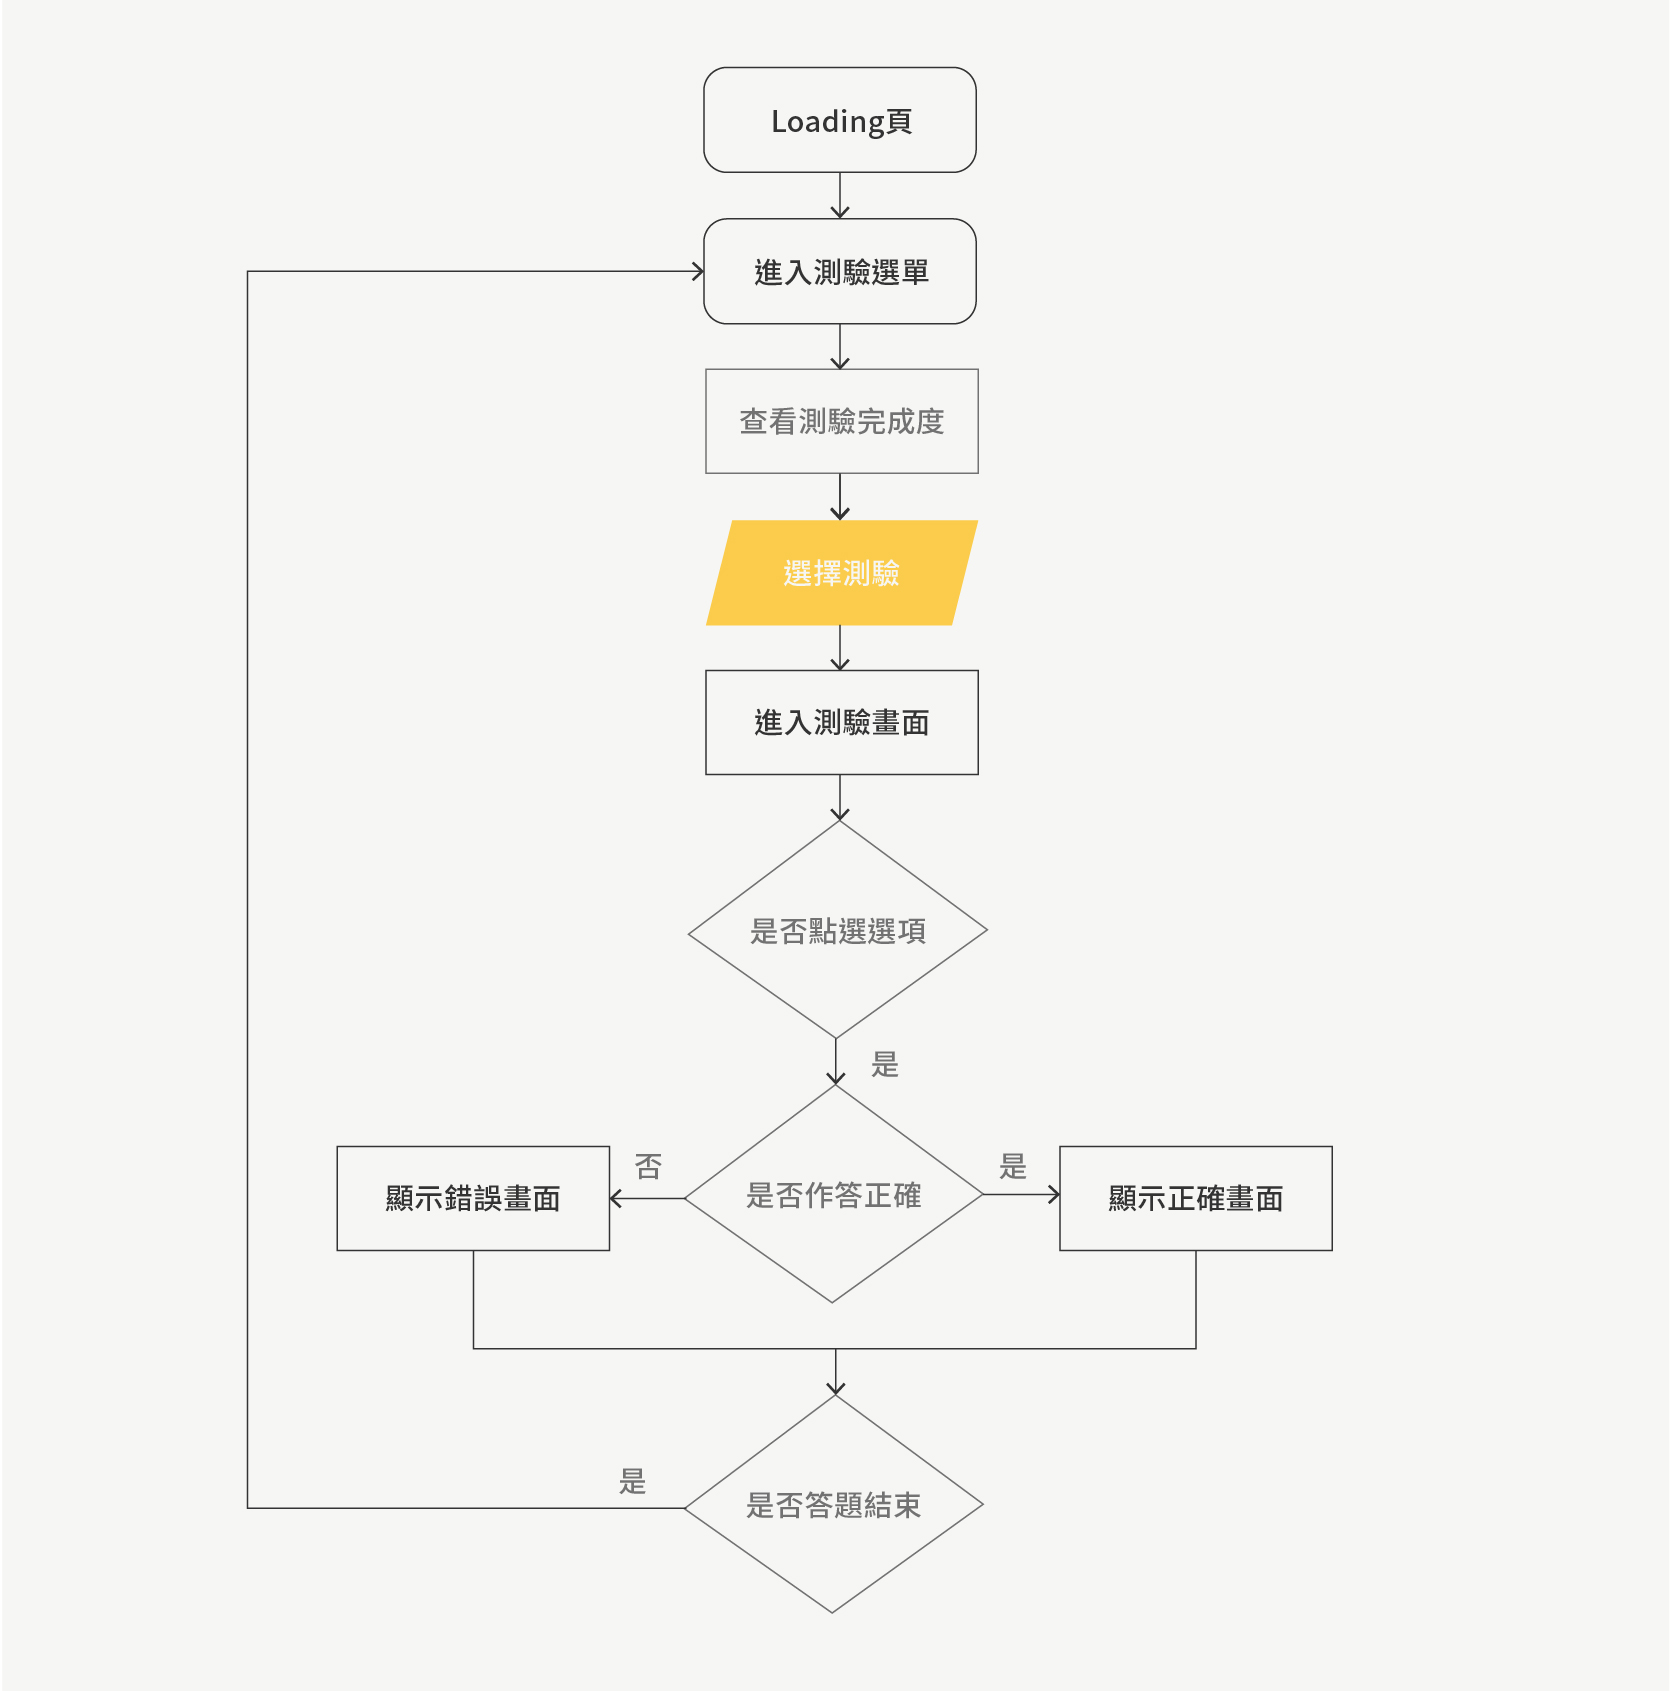 Loading頁
進入測驗選單
查看測驗完成度
選擇測驗
進入測驗畫面
是否點選選項
是
否
是
顯示錯誤畫面
是否作答正確
顯示正確畫面
是
是否答題結束